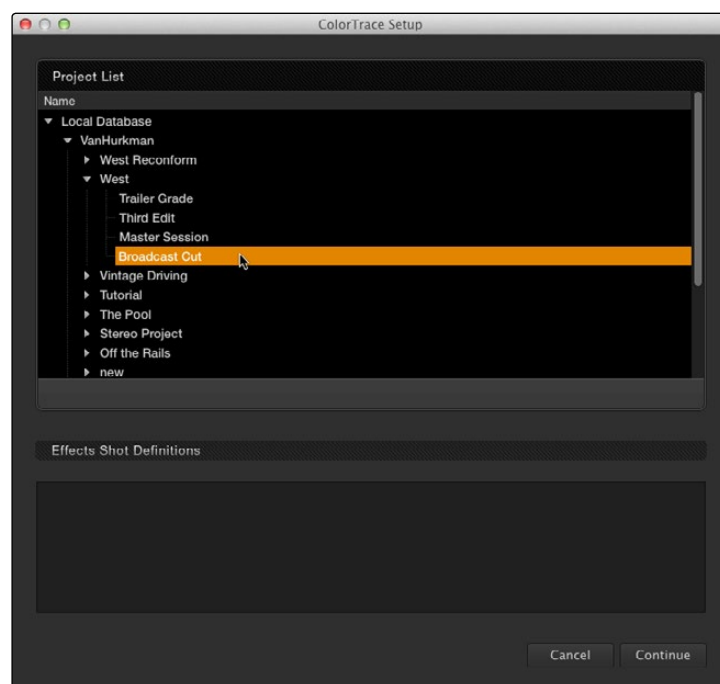 ColorTrace Setup
Project List
Name
Local Database
VanHurkman
West Reconform
West
Trailer Grade
Third Edit
Master Session
Broadcast Cut
Vintage Driving
Tutorial
The Pool
Stereo Project
Off the Rails
new
Effects Shot Definitions
Cancel
Continue